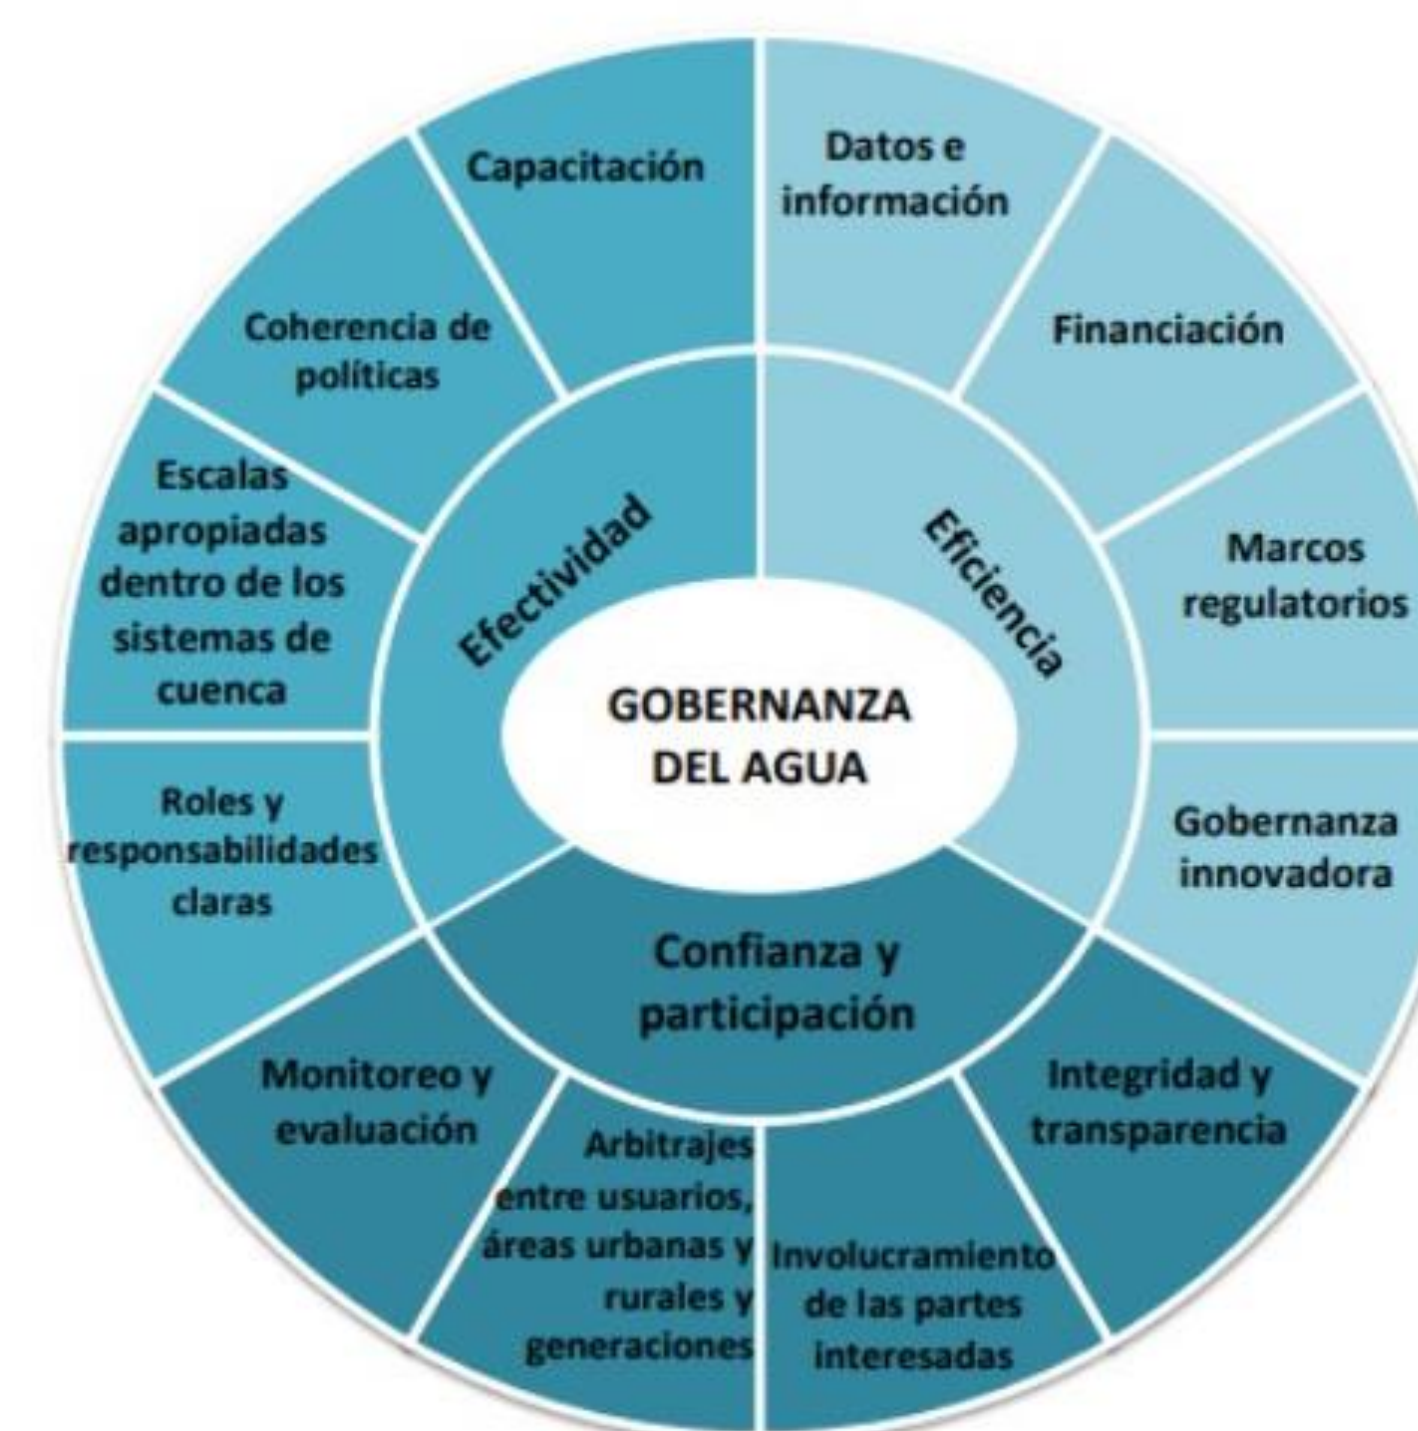 Capacitación
Datos e
información
Financiación
Coherencia de
políticas
Escalas
apropiadas
dentro de los
sistemas de
cuenca
Marcos
regulatorios
Efectividad
Eficiencia
GOBERNANZA
DEL AGUA
Roles y
responsabilidades
claras
Gobernanza
innovadora
Confianza y
participación
Monitoreo y
evaluación
Integridad y
transparencia
Arbitrajes
entre usuarios,
áreas urbanas y
rurales y
generaciones
Involucramiento
de las partes
interesadas